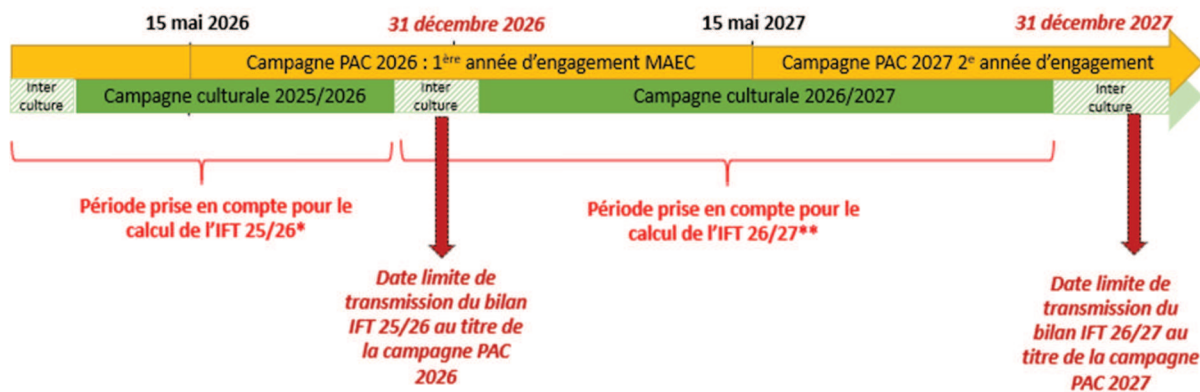 15 mai 2026
31 décembre 2026
15 mai 2027
31 décembre 2027
Campagne PAC 2026 : 1ère année d'engagement MAEC
Campagne PAC 2027 2e année d'engagement
Inter
culture
Campagne culturale 2025/2026
Inter
culture
Campagne culturale 2026/2027
Inter
culture
Période prise en compte pour le
calcul de l'IFT 25/26*
Période prise en compte pour le
calcul de l'IFT 26/27**
Date limite de
transmission du bilan
IFT 25/26 au titre de
la campagne PAC
2026
Date limite de
transmission du
bilan IFT 26/27 au
titre de la campagne
PAC 2027